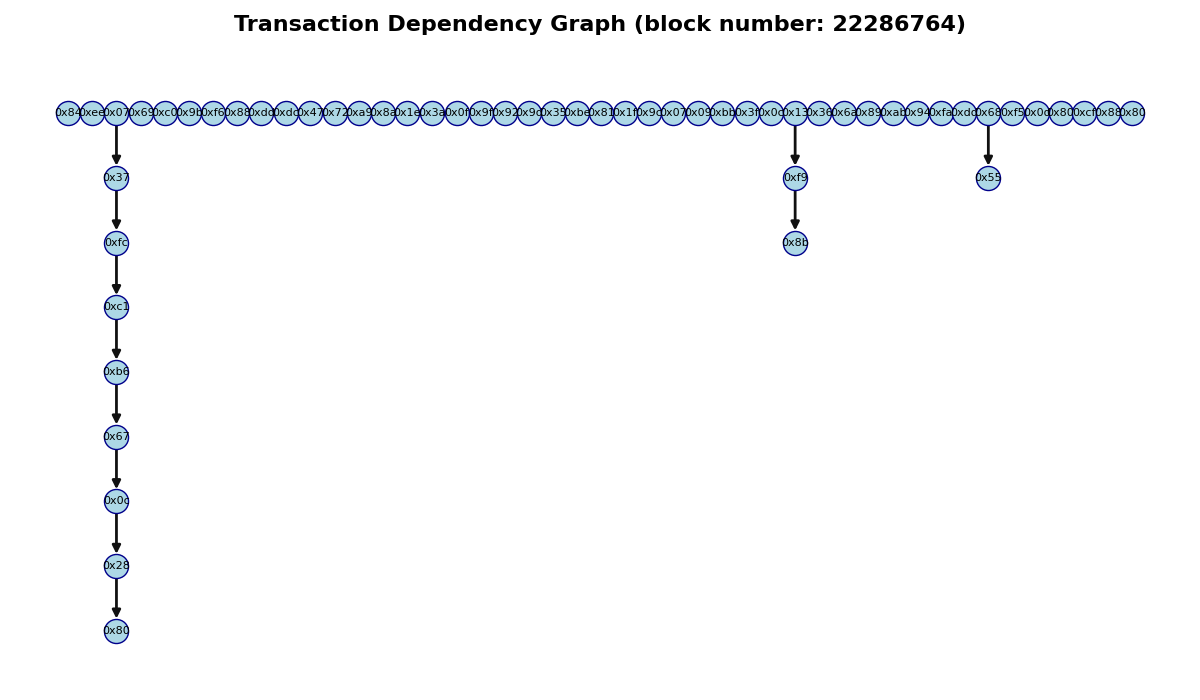 Transaction Dependency Graph (block number: 22286764)
0x84 0xee 0x07 0x69 0xc0 0x9b 0xf6 0x88 0xdd 0xdc 0x47 0x72 0xa9 0x8a 0x1e 0x3a 0x0f 0x9f 0x92 0x9c 0x35 0xbe 0x81 0x1f 0x9c 0x07 0x09 0xbb 0x3f 0x0c 0x13 0x36 0x6a 0x89 0xab 0x94 0xfa 0xdc 0x68 0xf5 0x0d 0x80 0xcf 0x88 0x80
0x37 0xf9 0x55
0xfc 0x8b
0xc1
0xb6
0x67
0x0c
0x28
0x80